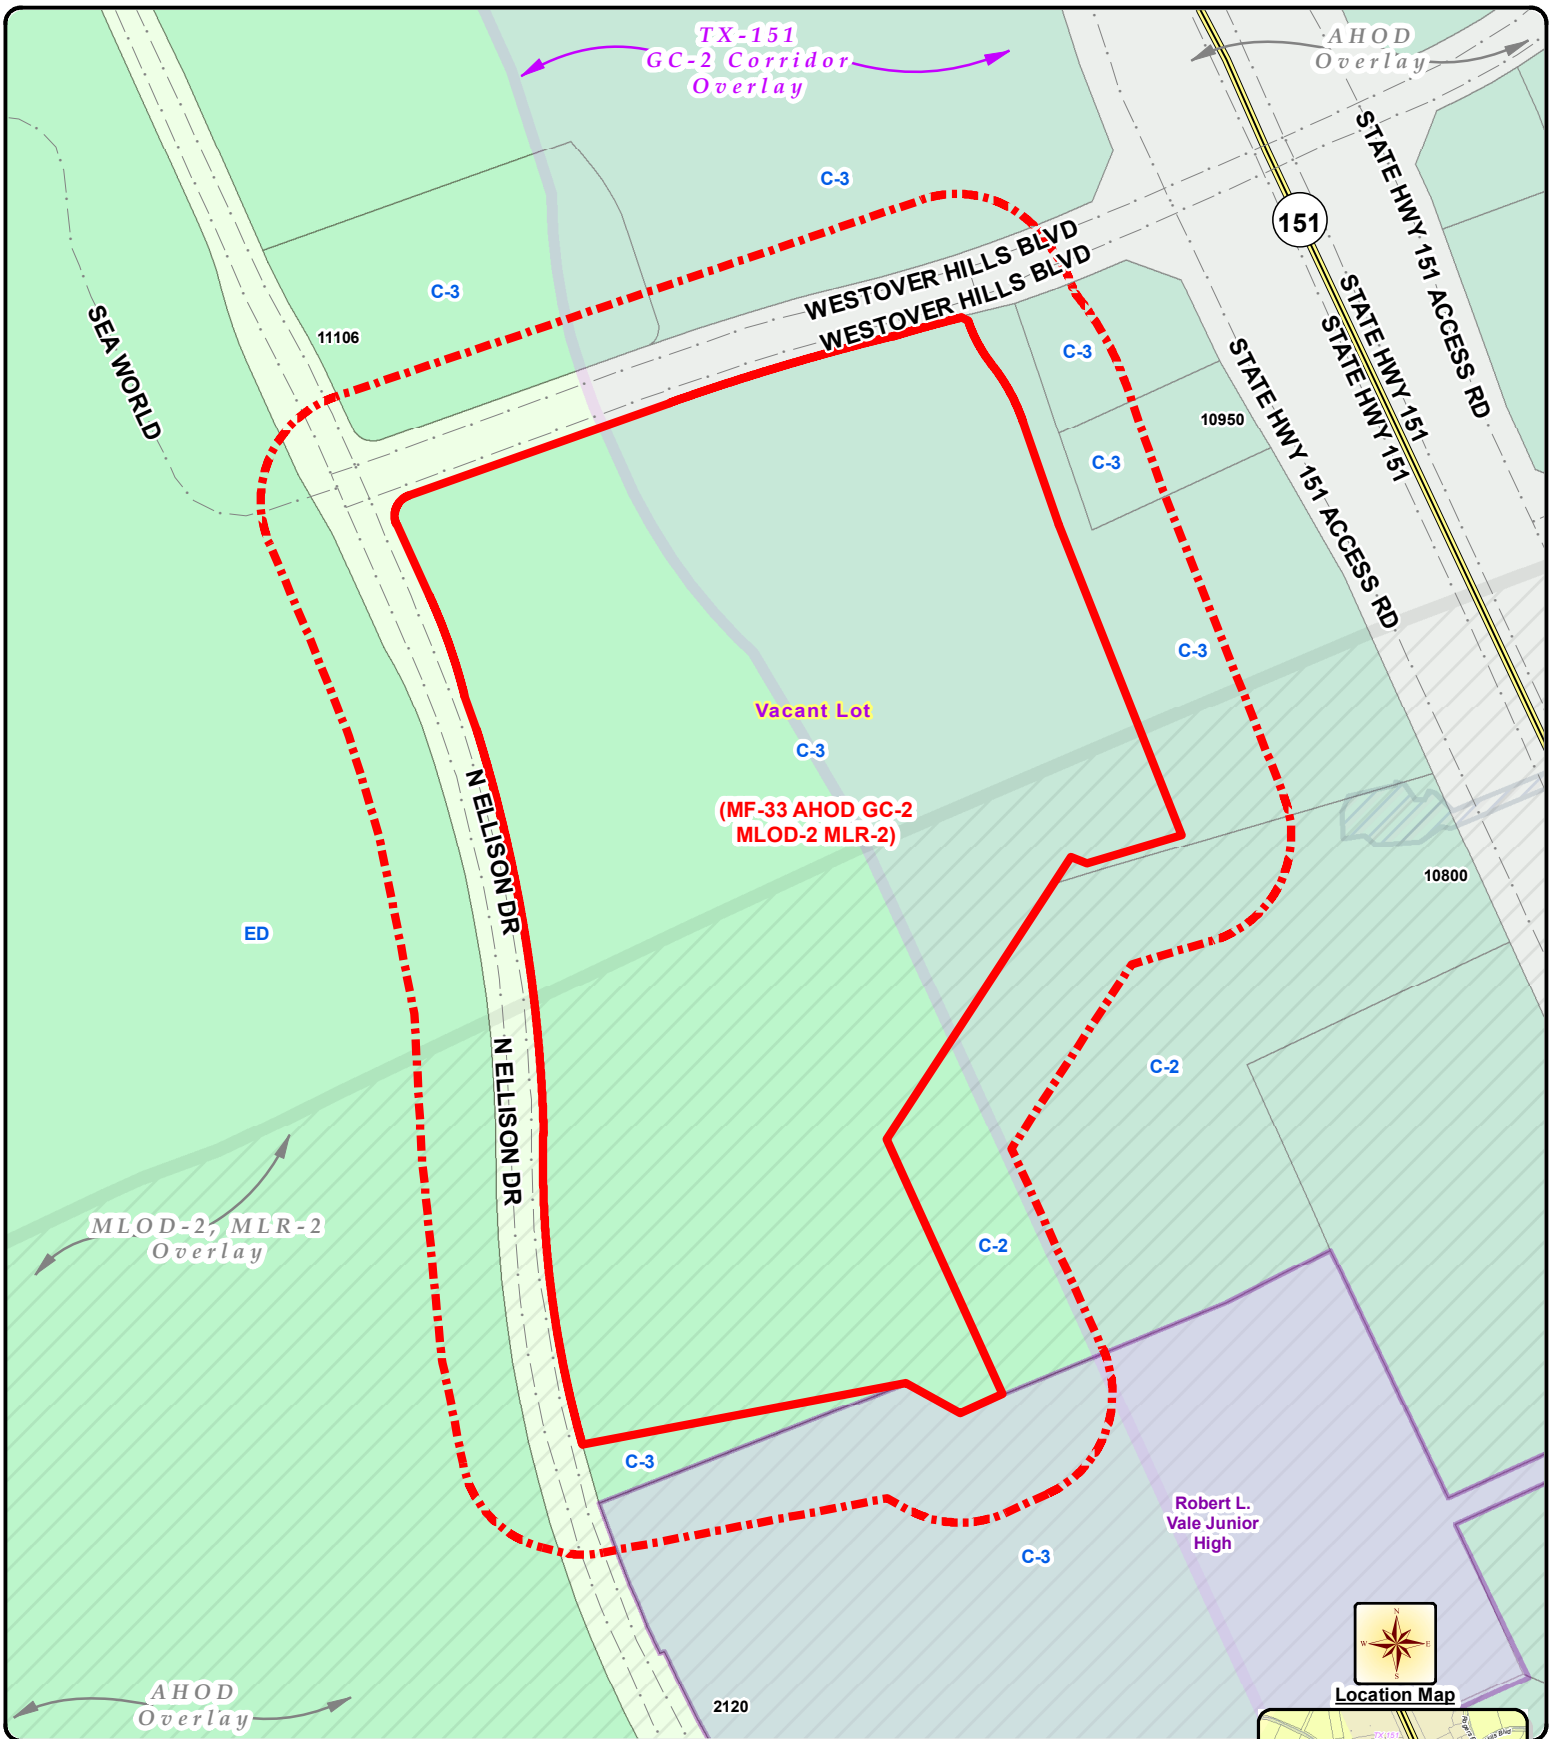 TX-151
GC-2 Corridor
Overlay
AHOD
Overlay
STATE HWY 151 ACCESS RD
C-3
151
WESTOVER HILLS BLVD
WESTOVER HILLS BLVD
C-3
11106
SEA WORLD
STATE HWY 151
STATE HWY 151
STATE HWY 151 ACCESS RD
C-3
10950
C-3
C-3
Vacant Lot
C-3
(MF-33 AHOD GC-2
MLOD-2 MLR-2)
N ELLISON DR
10800
ED
N ELLISON DR
C-2
MLOD-2, MLR-2
Overlay
C-2
C-3
Robert L.
Vale Junior
High
C-3
N
W
E
S
Location Map
AHOD
Overlay
2120
TX 151